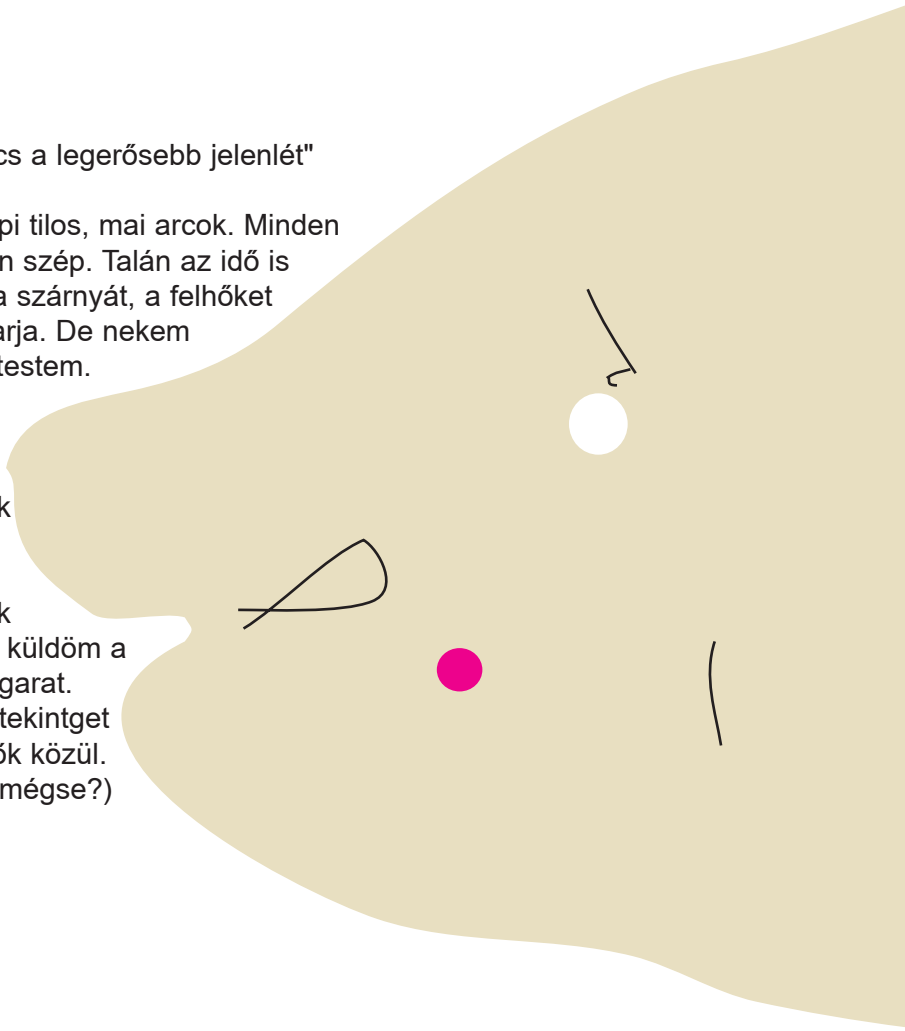 cs a legerősebb jelenlét"
pi tilos, mai arcok. Minden
n szép. Talán az idő is
a szárnyát, a felhőket
arja. De nekem
testem.
k
k
küldöm a
garat.
tekintget
ők közül.
mégse?)